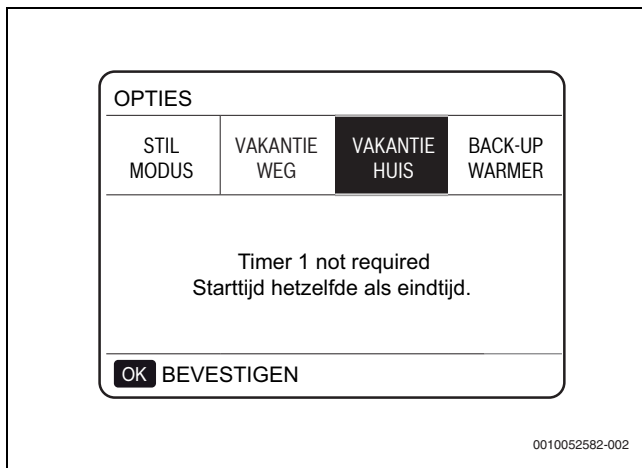 OPTIES
STIL MODUS
VAKANTIE WEG
VAKANTIE HUIS
BACK-UP WARMER
Timer 1 not required
Starttijd hetzelfde als eindtijd.
OK BEVESTIGEN
0010052582-002